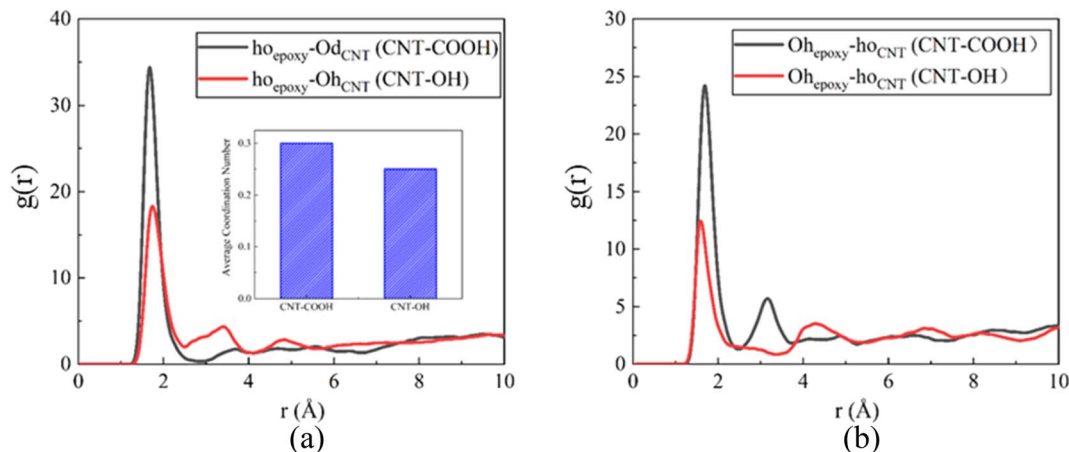 ho_epoxy-Od_CNT (CNT-COOH)
ho_epoxy-Oh_CNT (CNT-OH)
g(r)
40
30
20
10
0
0 2 4 6 8 10
r (Å)
Average Coordination Number
0.3
0.2
0.1
0.0
CNT-COOH CNT-OH
(a)
Oh_epoxy-ho_CNT (CNT-COOH）
Oh_epoxy-ho_CNT (CNT-OH）
g(r)
30
25
20
15
10
5
0
0 2 4 6 8 10
r (Å)
(b)